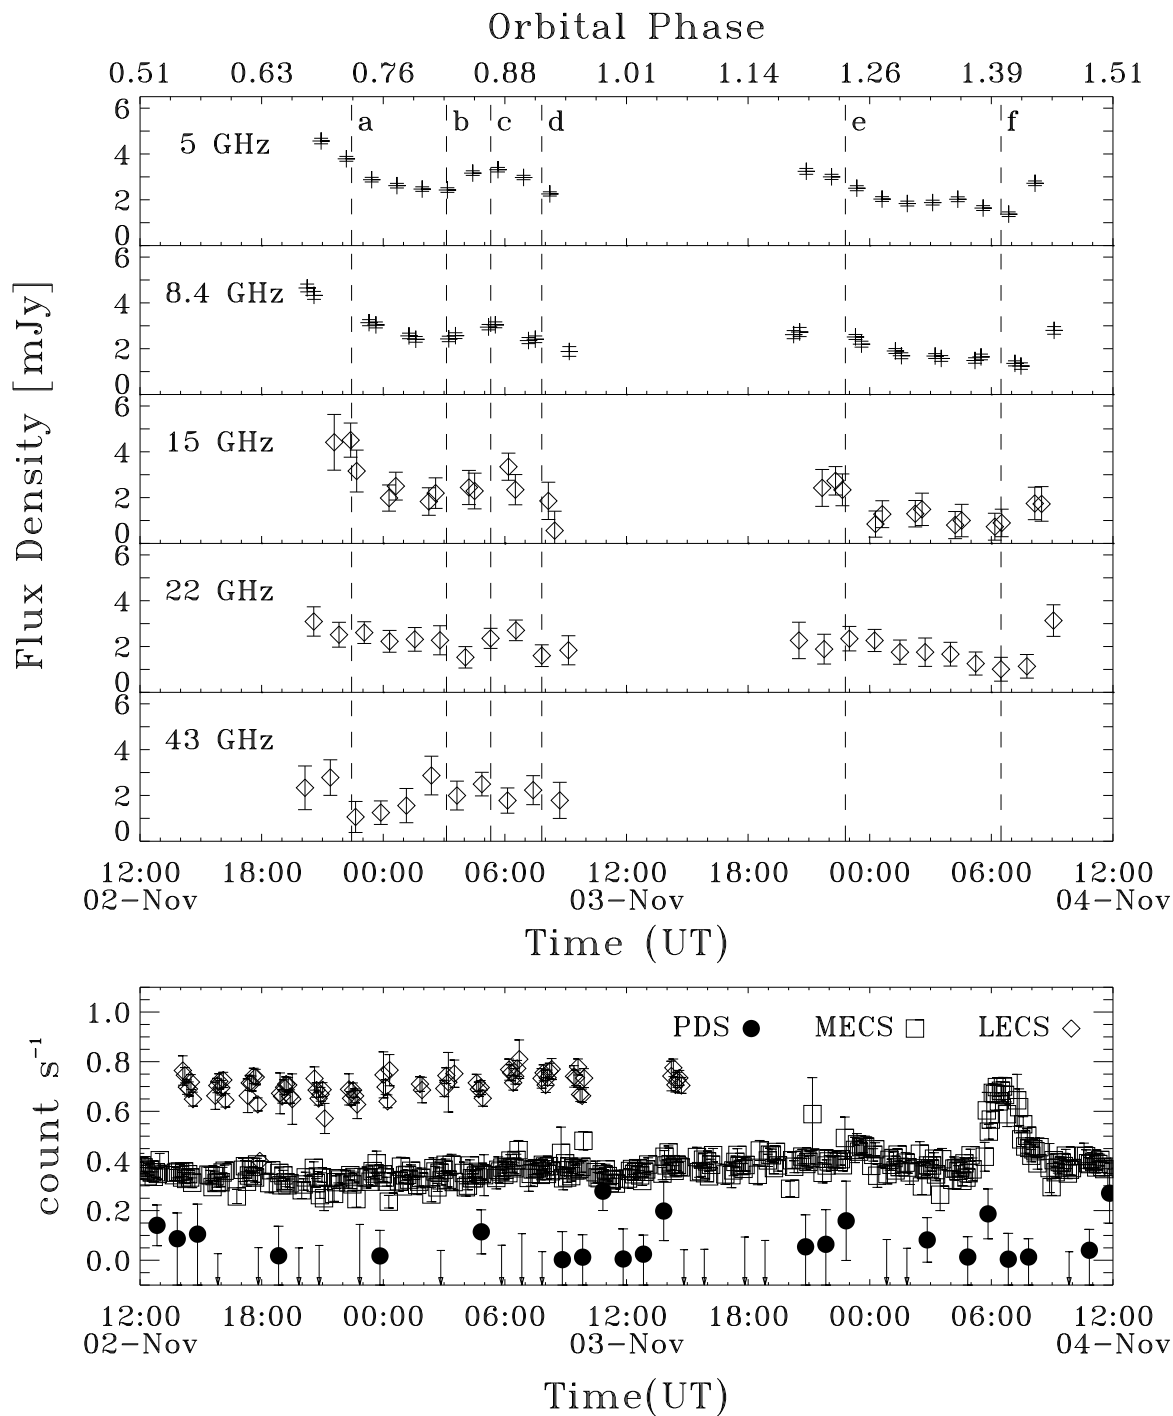 Orbital Phase
0.51 0.63 0.76 0.88 1.01 1.14 1.26 1.39 1.51
Flux Density [mJy]
6
4
2
0
5 GHz
a b c d e f
6
4
2
0
8.4 GHz
6
4
2
0
15 GHz
6
4
2
0
22 GHz
6
4
2
0
43 GHz
12:00 18:00 00:00 06:00 12:00 18:00 00:00 06:00 12:00
02-Nov 03-Nov 04-Nov
Time (UT)
count s⁻¹
1.0
0.8
0.6
0.4
0.2
0.0
PDS MECS LECS
12:00 18:00 00:00 06:00 12:00 18:00 00:00 06:00 12:00
02-Nov 03-Nov 04-Nov
Time(UT)